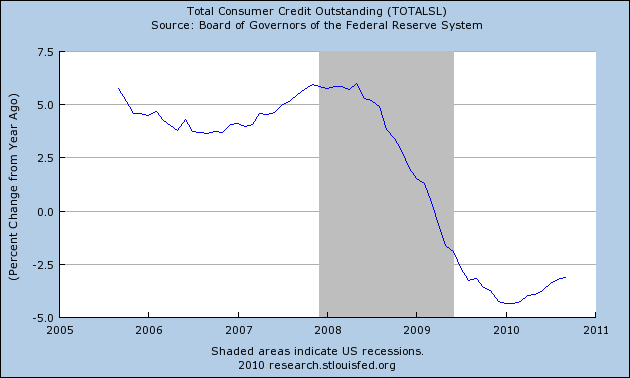 Total Consumer Credit Outstanding (TOTALSL)
Source: Board of Governors of the Federal Reserve System
(Percent Change from Year Ago)
7.5
5.0
2.5
0.0
-2.5
-5.0
2005 2006 2007 2008 2009 2010 2011
Shaded areas indicate US recessions.
2010 research.stlouisfed.org